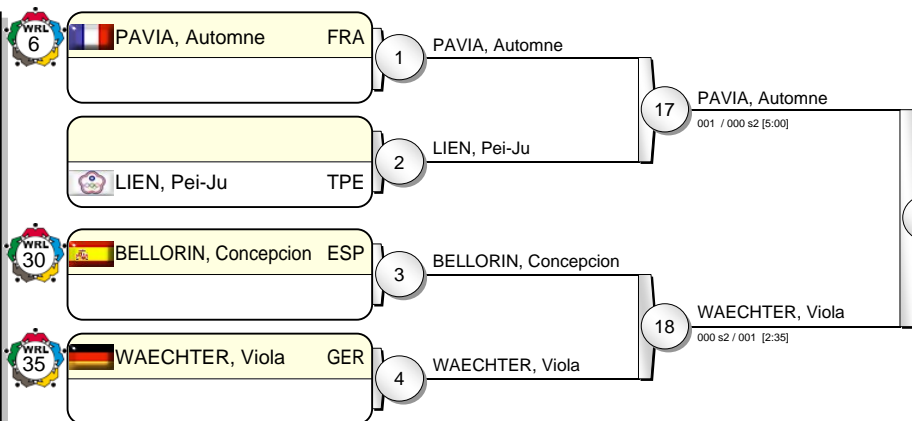 WRL
6
PAVIA, Automne FRA
1
PAVIA, Automne
17
PAVIA, Automne
001 / 000 s2 [5:00]
2
LIEN, Pei-Ju
LIEN, Pei-Ju TPE
WRL
30
BELLORIN, Concepcion ESP
3
BELLORIN, Concepcion
18
WAECHTER, Viola
000 s2 / 001 [2:35]
WRL
35
WAECHTER, Viola GER
4
WAECHTER, Viola